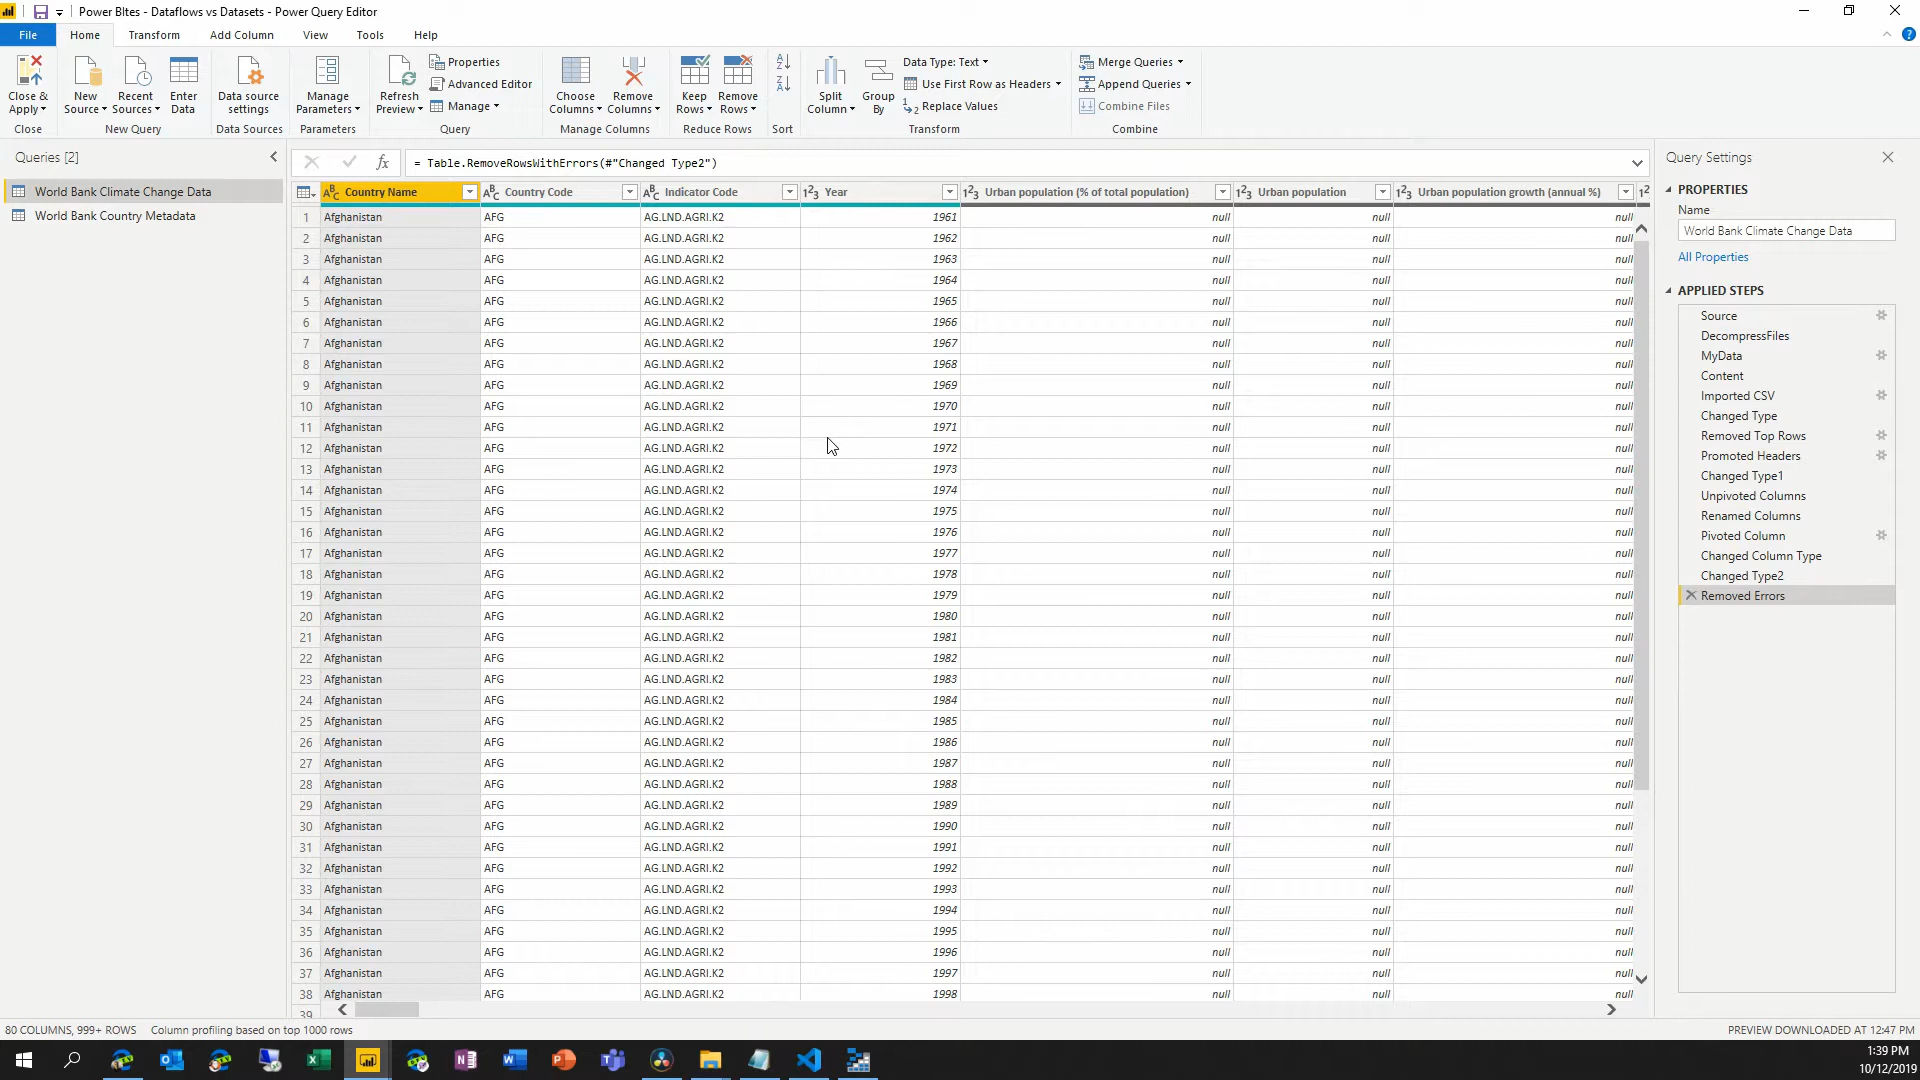 Power BItes - Dataflows vs Datasets - Power Query Editor
File Home Transform Add Column View Tools Help
Close & Apply
New Source
Recent Sources
Enter Data
Data source settings
Manage Parameters
Refresh Preview
Properties
Advanced Editor
Manage
Choose Columns
Remove Columns
Keep Rows
Remove Rows
Split Column
Group By
Data Type: Text
Use First Row as Headers
Replace Values
Merge Queries
Append Queries
Combine Files
Close New Query Data Sources Parameters Query Manage Columns Reduce Rows Sort Transform Combine
Queries [2]
World Bank Climate Change Data
World Bank Country Metadata
fx = Table.RemoveRowsWithErrors(#"Changed Type2")
Country Name Country Code Indicator Code Year Urban population (% of total population) Urban population Urban population growth (annual %)
1 Afghanistan AFG AG.LND.AGRI.K2 1961 null null null
2 Afghanistan AFG AG.LND.AGRI.K2 1962 null null null
3 Afghanistan AFG AG.LND.AGRI.K2 1963 null null null
4 Afghanistan AFG AG.LND.AGRI.K2 1964 null null null
5 Afghanistan AFG AG.LND.AGRI.K2 1965 null null null
6 Afghanistan AFG AG.LND.AGRI.K2 1966 null null null
7 Afghanistan AFG AG.LND.AGRI.K2 1967 null null null
8 Afghanistan AFG AG.LND.AGRI.K2 1968 null null null
9 Afghanistan AFG AG.LND.AGRI.K2 1969 null null null
10 Afghanistan AFG AG.LND.AGRI.K2 1970 null null null
11 Afghanistan AFG AG.LND.AGRI.K2 1971 null null null
12 Afghanistan AFG AG.LND.AGRI.K2 1972 null null null
13 Afghanistan AFG AG.LND.AGRI.K2 1973 null null null
14 Afghanistan AFG AG.LND.AGRI.K2 1974 null null null
15 Afghanistan AFG AG.LND.AGRI.K2 1975 null null null
16 Afghanistan AFG AG.LND.AGRI.K2 1976 null null null
17 Afghanistan AFG AG.LND.AGRI.K2 1977 null null null
18 Afghanistan AFG AG.LND.AGRI.K2 1978 null null null
19 Afghanistan AFG AG.LND.AGRI.K2 1979 null null null
20 Afghanistan AFG AG.LND.AGRI.K2 1980 null null null
21 Afghanistan AFG AG.LND.AGRI.K2 1981 null null null
22 Afghanistan AFG AG.LND.AGRI.K2 1982 null null null
23 Afghanistan AFG AG.LND.AGRI.K2 1983 null null null
24 Afghanistan AFG AG.LND.AGRI.K2 1984 null null null
25 Afghanistan AFG AG.LND.AGRI.K2 1985 null null null
26 Afghanistan AFG AG.LND.AGRI.K2 1986 null null null
27 Afghanistan AFG AG.LND.AGRI.K2 1987 null null null
28 Afghanistan AFG AG.LND.AGRI.K2 1988 null null null
29 Afghanistan AFG AG.LND.AGRI.K2 1989 null null null
30 Afghanistan AFG AG.LND.AGRI.K2 1990 null null null
31 Afghanistan AFG AG.LND.AGRI.K2 1991 null null null
32 Afghanistan AFG AG.LND.AGRI.K2 1992 null null null
33 Afghanistan AFG AG.LND.AGRI.K2 1993 null null null
34 Afghanistan AFG AG.LND.AGRI.K2 1994 null null null
35 Afghanistan AFG AG.LND.AGRI.K2 1995 null null null
36 Afghanistan AFG AG.LND.AGRI.K2 1996 null null null
37 Afghanistan AFG AG.LND.AGRI.K2 1997 null null null
38 Afghanistan AFG AG.LND.AGRI.K2 1998 null null null
39
Query Settings
PROPERTIES
Name
World Bank Climate Change Data
All Properties
APPLIED STEPS
Source
DecompressFiles
MyData
Content
Imported CSV
Changed Type
Removed Top Rows
Promoted Headers
Changed Type1
Unpivoted Columns
Renamed Columns
Pivoted Column
Changed Column Type
Changed Type2
Removed Errors
80 COLUMNS, 999+ ROWS Column profiling based on top 1000 rows
PREVIEW DOWNLOADED AT 12:47 PM
1:39 PM
10/12/2019